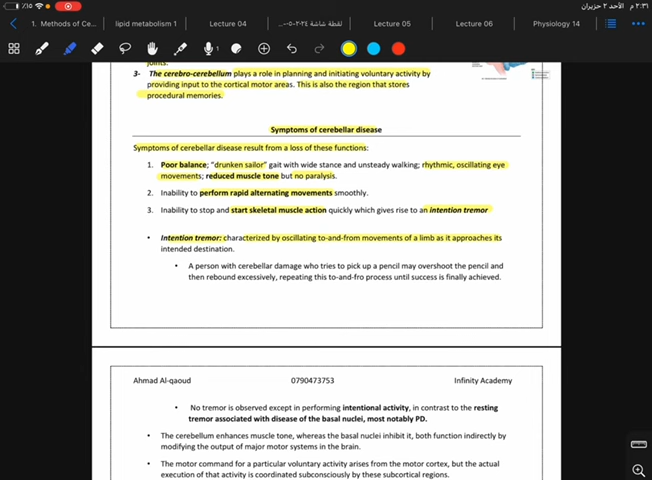 ٪١٥
٢:٣١ م الأحد ٢ حزيران
1. Methods of Ce...
lipid metabolism 1
Lecture 04
Lecture 05
Lecture 06
Physiology 14
1
joints.
3- The cerebro-cerebellum plays a role in planning and initiating voluntary activity by
providing input to the cortical motor areas. This is also the region that stores
procedural memories.
Symptoms of cerebellar disease
Symptoms of cerebellar disease result from a loss of these functions:
1. Poor balance; "drunken sailor" gait with wide stance and unsteady walking; rhythmic, oscillating eye
movements; reduced muscle tone but no paralysis.
2. Inability to perform rapid alternating movements smoothly.
3. Inability to stop and start skeletal muscle action quickly which gives rise to an intention tremor
• Intention tremor: characterized by oscillating to-and-from movements of a limb as it approaches its
intended destination.
• A person with cerebellar damage who tries to pick up a pencil may overshoot the pencil and
then rebound excessively, repeating this to-and-fro process until success is finally achieved.
Ahmad Al-qaoud 0790473753 Infinity Academy
• No tremor is observed except in performing intentional activity, in contrast to the resting
tremor associated with disease of the basal nuclei, most notably PD.
• The cerebellum enhances muscle tone, whereas the basal nuclei inhibit it, both function indirectly by
modifying the output of major motor systems in the brain.
• The motor command for a particular voluntary activity arises from the motor cortex, but the actual
execution of that activity is coordinated subconsciously by these subcortical regions.